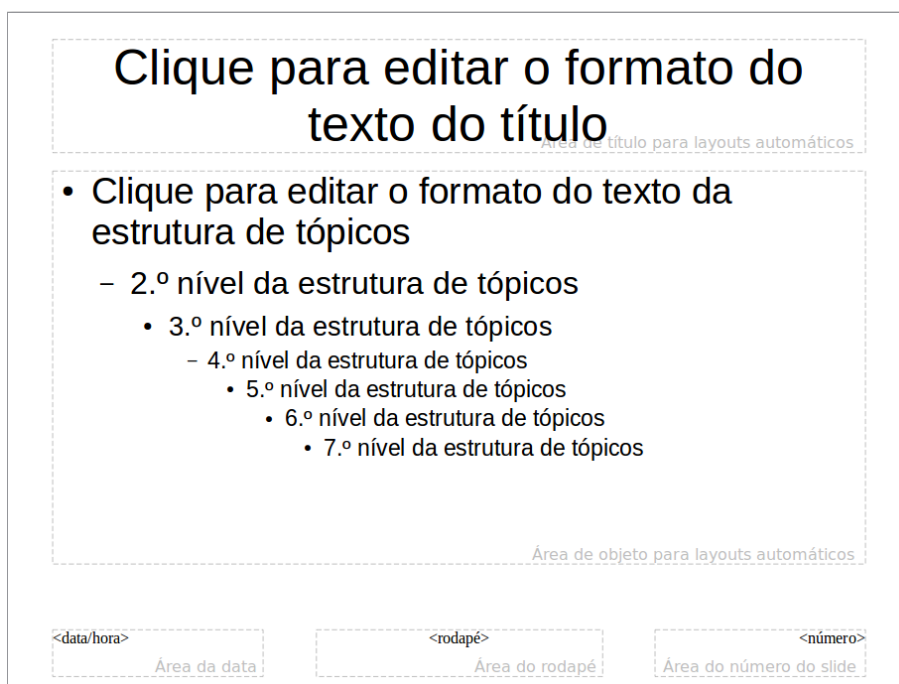 Clique para editar o formato do
texto do título
Área de título para layouts automáticos
• Clique para editar o formato do texto da
estrutura de tópicos
– 2.º nível da estrutura de tópicos
• 3.º nível da estrutura de tópicos
– 4.º nível da estrutura de tópicos
• 5.º nível da estrutura de tópicos
• 6.º nível da estrutura de tópicos
• 7.º nível da estrutura de tópicos
Área de objeto para layouts automáticos
<data/hora> <rodapé> <número>
Área da data Área do rodapé Área do número do slide